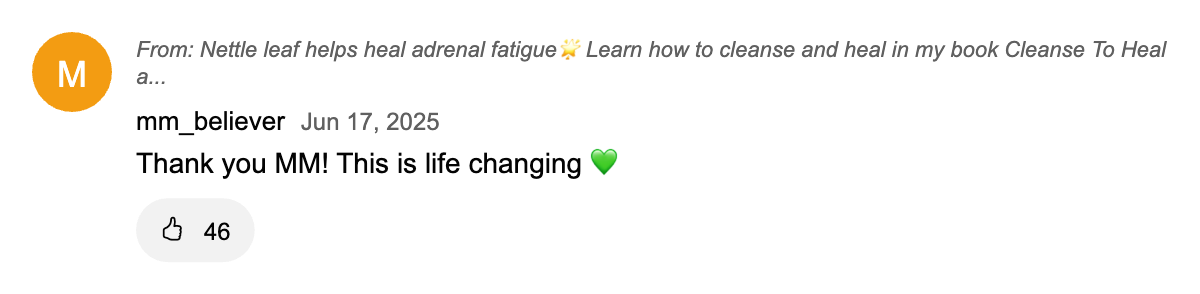 M
From: Nettle leaf helps heal adrenal fatigue🌟 Learn how to cleanse and heal in my book Cleanse To Heal
a...
mm_believer Jun 17, 2025
Thank you MM! This is life changing 💚
46